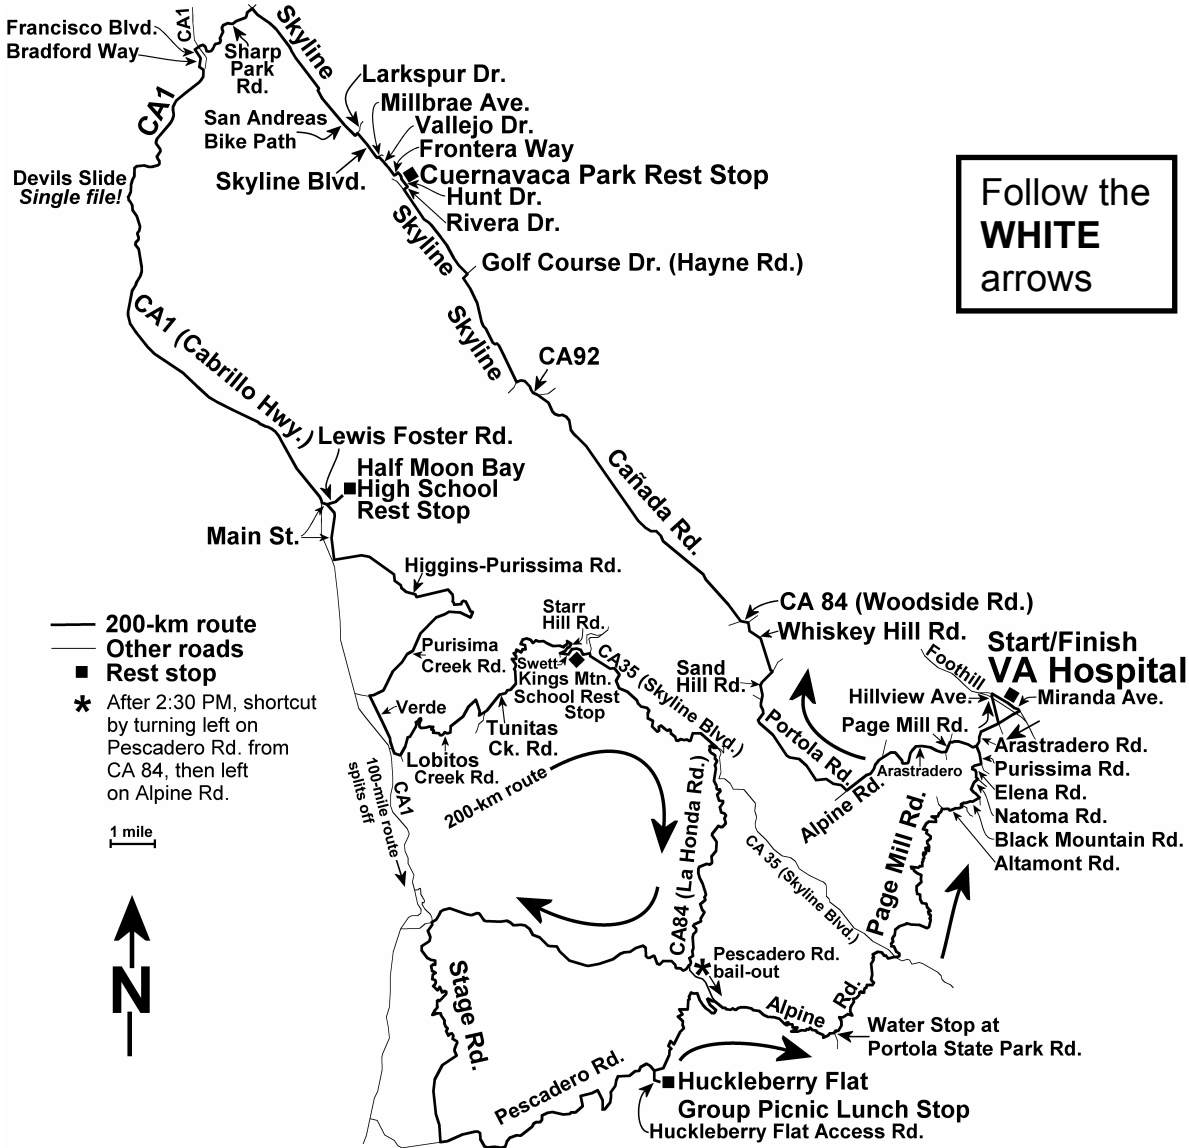 Francisco Blvd.
Bradford Way
CA1
Sharp
Park
Rd.
Skyline
Larkspur Dr.
Millbrae Ave.
San Andreas
Bike Path
Vallejo Dr.
Frontera Way
CA1
Skyline Blvd.
Cuernavaca Park Rest Stop
Hunt Dr.
Rivera Dr.
Devils Slide
Single file!
Follow the
WHITE
arrows
Skyline
Golf Course Dr. (Hayne Rd.)
CA1 (Cabrillo Hwy.)
Skyline
CA92
Lewis Foster Rd.
Half Moon Bay
High School
Rest Stop
Cañada Rd.
Main St.
Higgins-Purissima Rd.
CA 84 (Woodside Rd.)
Whiskey Hill Rd.
Starr
Hill Rd.
200-km route
Other roads
Rest stop
* After 2:30 PM, shortcut
by turning left on
Pescadero Rd. from
CA 84, then left
on Alpine Rd.
1 mile
N
Purisima
Creek Rd.
Swett
Kings Mtn.
School Rest
Stop
CA35 (Skyline Blvd.)
Sand
Hill Rd.
Foothill
Start/Finish
VA Hospital
Hillview Ave.
Miranda Ave.
Verde
Tunitas
Ck. Rd.
Lobitos
Creek Rd.
Portola Rd.
Page Mill Rd.
Arastradero
Arastradero Rd.
Purissima Rd.
Elena Rd.
Natoma Rd.
Black Mountain Rd.
Altamont Rd.
Alpine Rd.
200-km route
100-mile route
splits off
CA1
CA84 (La Honda Rd.)
CA 35 (Skyline Blvd.)
Page Mill Rd.
*
Pescadero Rd.
bail-out
Stage Rd.
Alpine Rd.
Water Stop at
Portola State Park Rd.
Pescadero Rd.
Huckleberry Flat
Group Picnic Lunch Stop
Huckleberry Flat Access Rd.